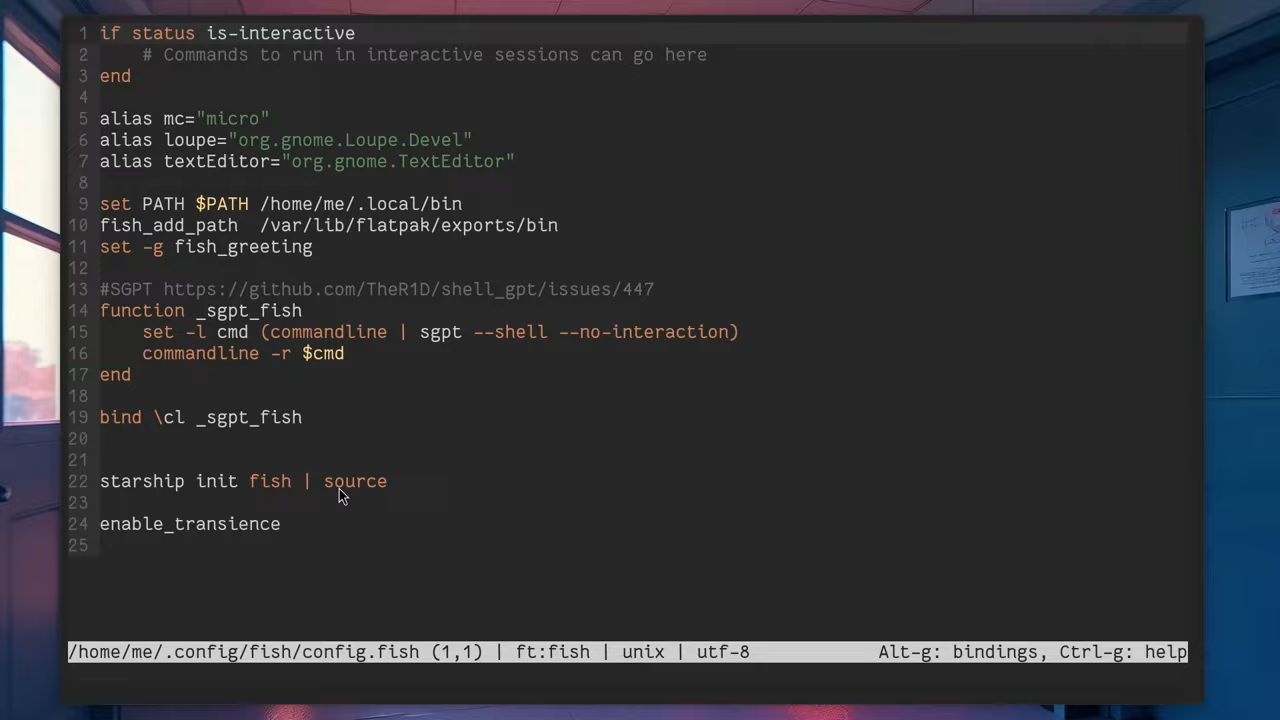 1 if status is-interactive
2     # Commands to run in interactive sessions can go here
3 end
4
5 alias mc="micro"
6 alias loupe="org.gnome.Loupe.Devel"
7 alias textEditor="org.gnome.TextEditor"
8
9 set PATH $PATH /home/me/.local/bin
10 fish_add_path  /var/lib/flatpak/exports/bin
11 set -g fish_greeting
12
13 #SGPT https://github.com/TheR1D/shell_gpt/issues/447
14 function _sgpt_fish
15     set -l cmd (commandline | sgpt --shell --no-interaction)
16     commandline -r $cmd
17 end
18
19 bind \cl _sgpt_fish
20
21
22 starship init fish | source
23
24 enable_transience
25
/home/me/.config/fish/config.fish (1,1) | ft:fish | unix | utf-8 Alt-g: bindings, Ctrl-g: help